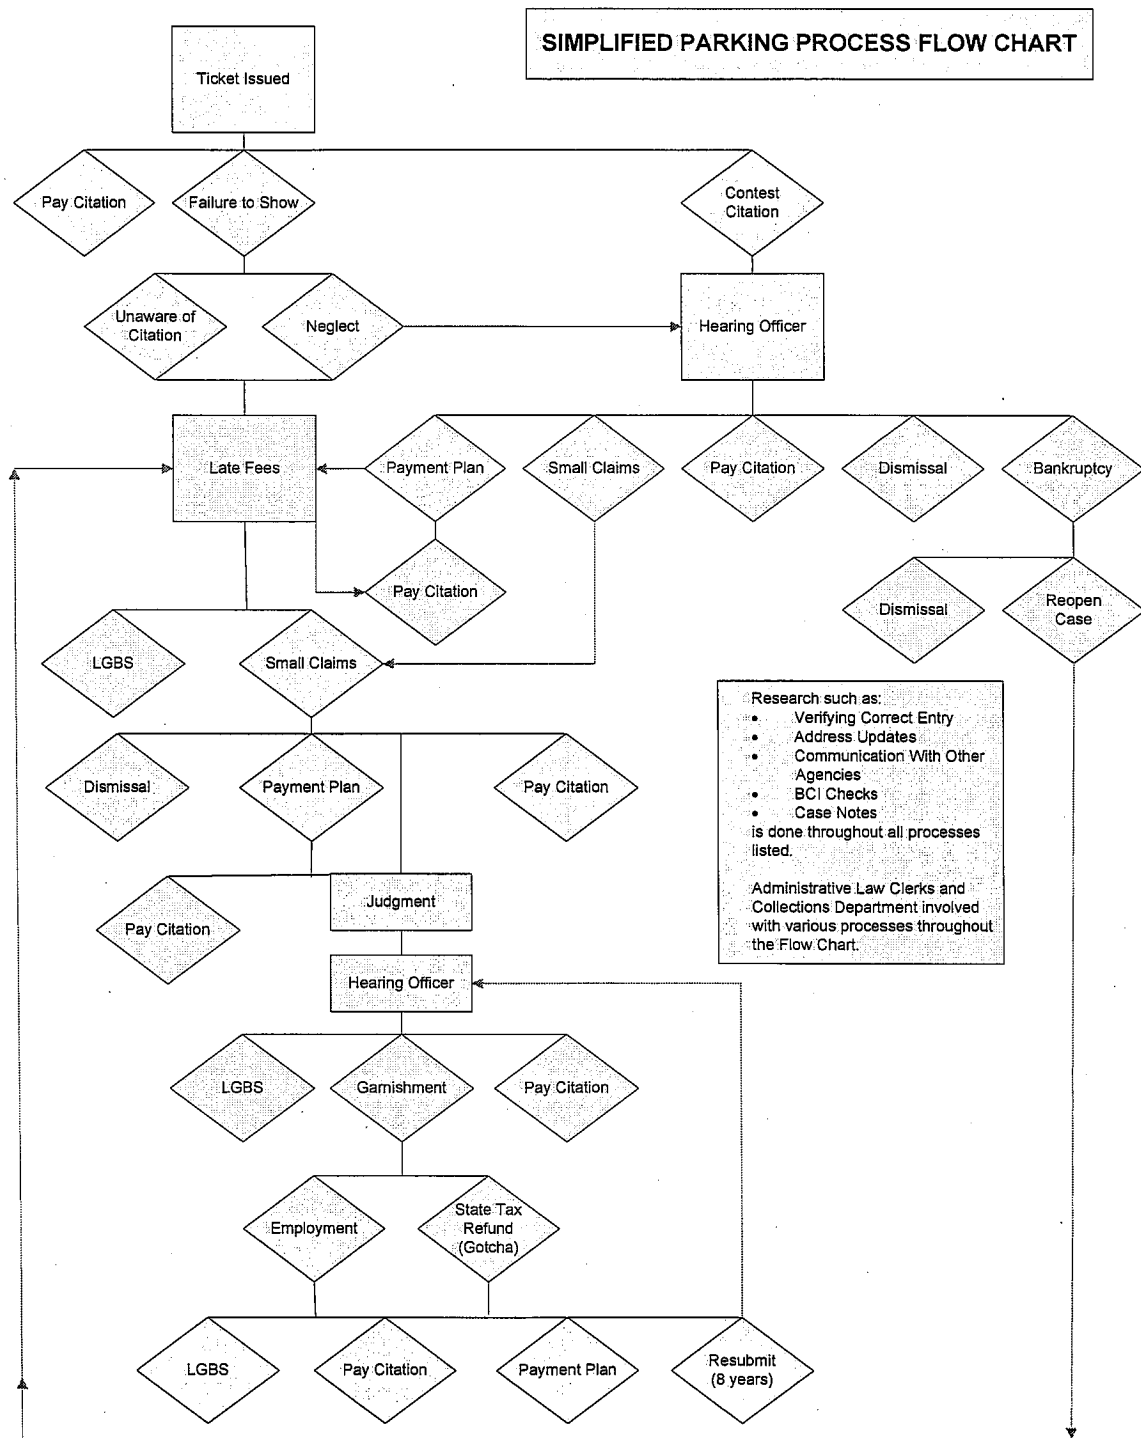 SIMPLIFIED PARKING PROCESS FLOW CHART
Ticket Issued
Pay Citation
Failure to Show
Contest
Citation
Unaware of
Citation
Neglect
Hearing Officer
Late Fees
Payment Plan
Small Claims
Pay Citation
Dismissal
Bankruptcy
Pay Citation
Dismissal
Reopen
Case
LGBS
Small Claims
Research such as:
• Verifying Correct Entry
• Address Updates
• Communication With Other
Agencies
• BCI Checks
• Case Notes
is done throughout all processes
listed.
Administrative Law Clerks and
Collections Department involved
with various processes throughout
the Flow Chart.
Dismissal
Payment Plan
Pay Citation
Pay Citation
Judgment
Hearing Officer
LGBS
Garnishment
Pay Citation
Employment
State Tax
Refund
(Gotcha)
LGBS
Pay Citation
Payment Plan
Resubmit
(8 years)